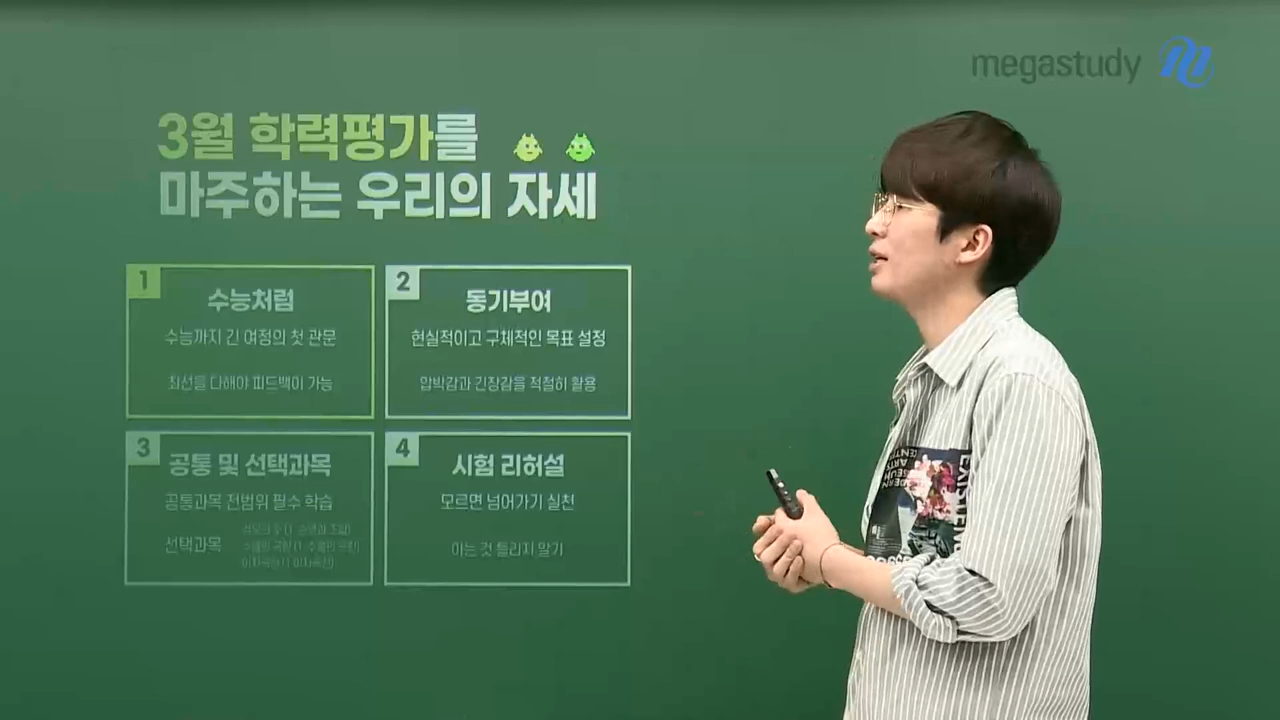 megastudy
3월 학력평가를
마주하는 우리의 자세
1
수능처럼
수능까지 긴 여정의 첫 관문
최선을 다해야 피드백이 가능
2
동기부여
현실적이고 구체적인 목표 설정
압박감과 긴장감을 적절히 활용
3
공통 및 선택과목
공통과목 전범위 필수 학습
선택과목
4
시험 리허설
모르면 넘어가기 실천
아는 것 틀리지 말기